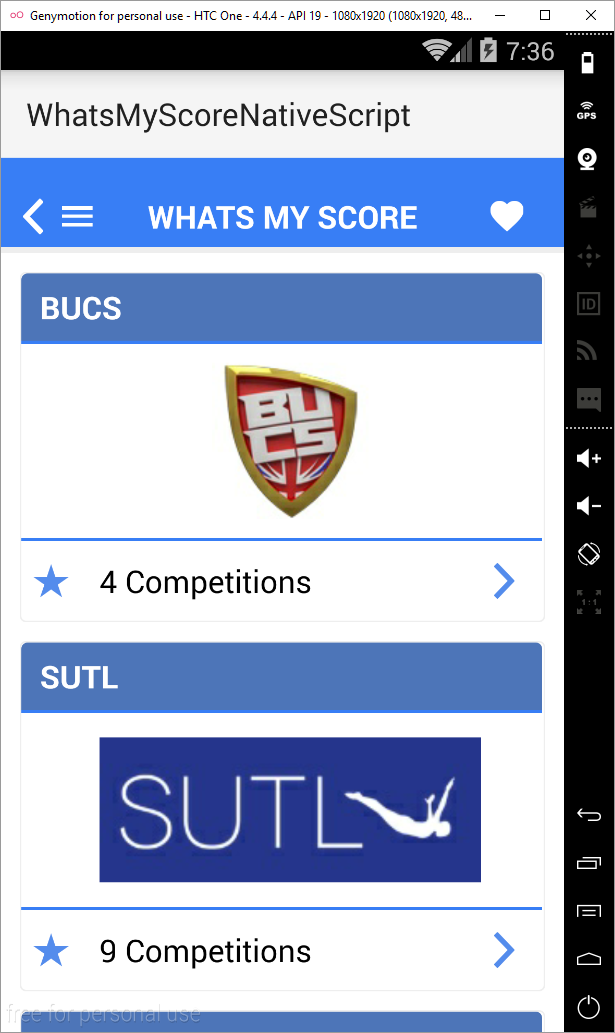 Genymotion for personal use - HTC One - 4.4.4 - API 19 - 1080x1920 (1080x1920, 48...
7:36
GPS
WhatsMyScoreNativeScript
WHATS MY SCORE
ID
BUCS
BUCS
4 Competitions
1:1
SUTL
SUTL
9 Competitions
free for personal use